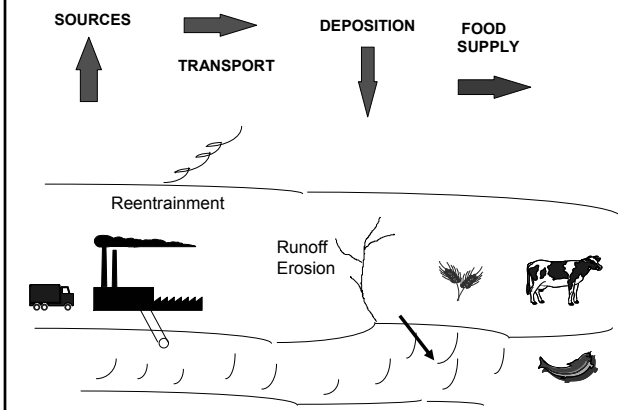 SOURCES
TRANSPORT
DEPOSITION
FOOD
SUPPLY
Reentrainment
Runoff
Erosion